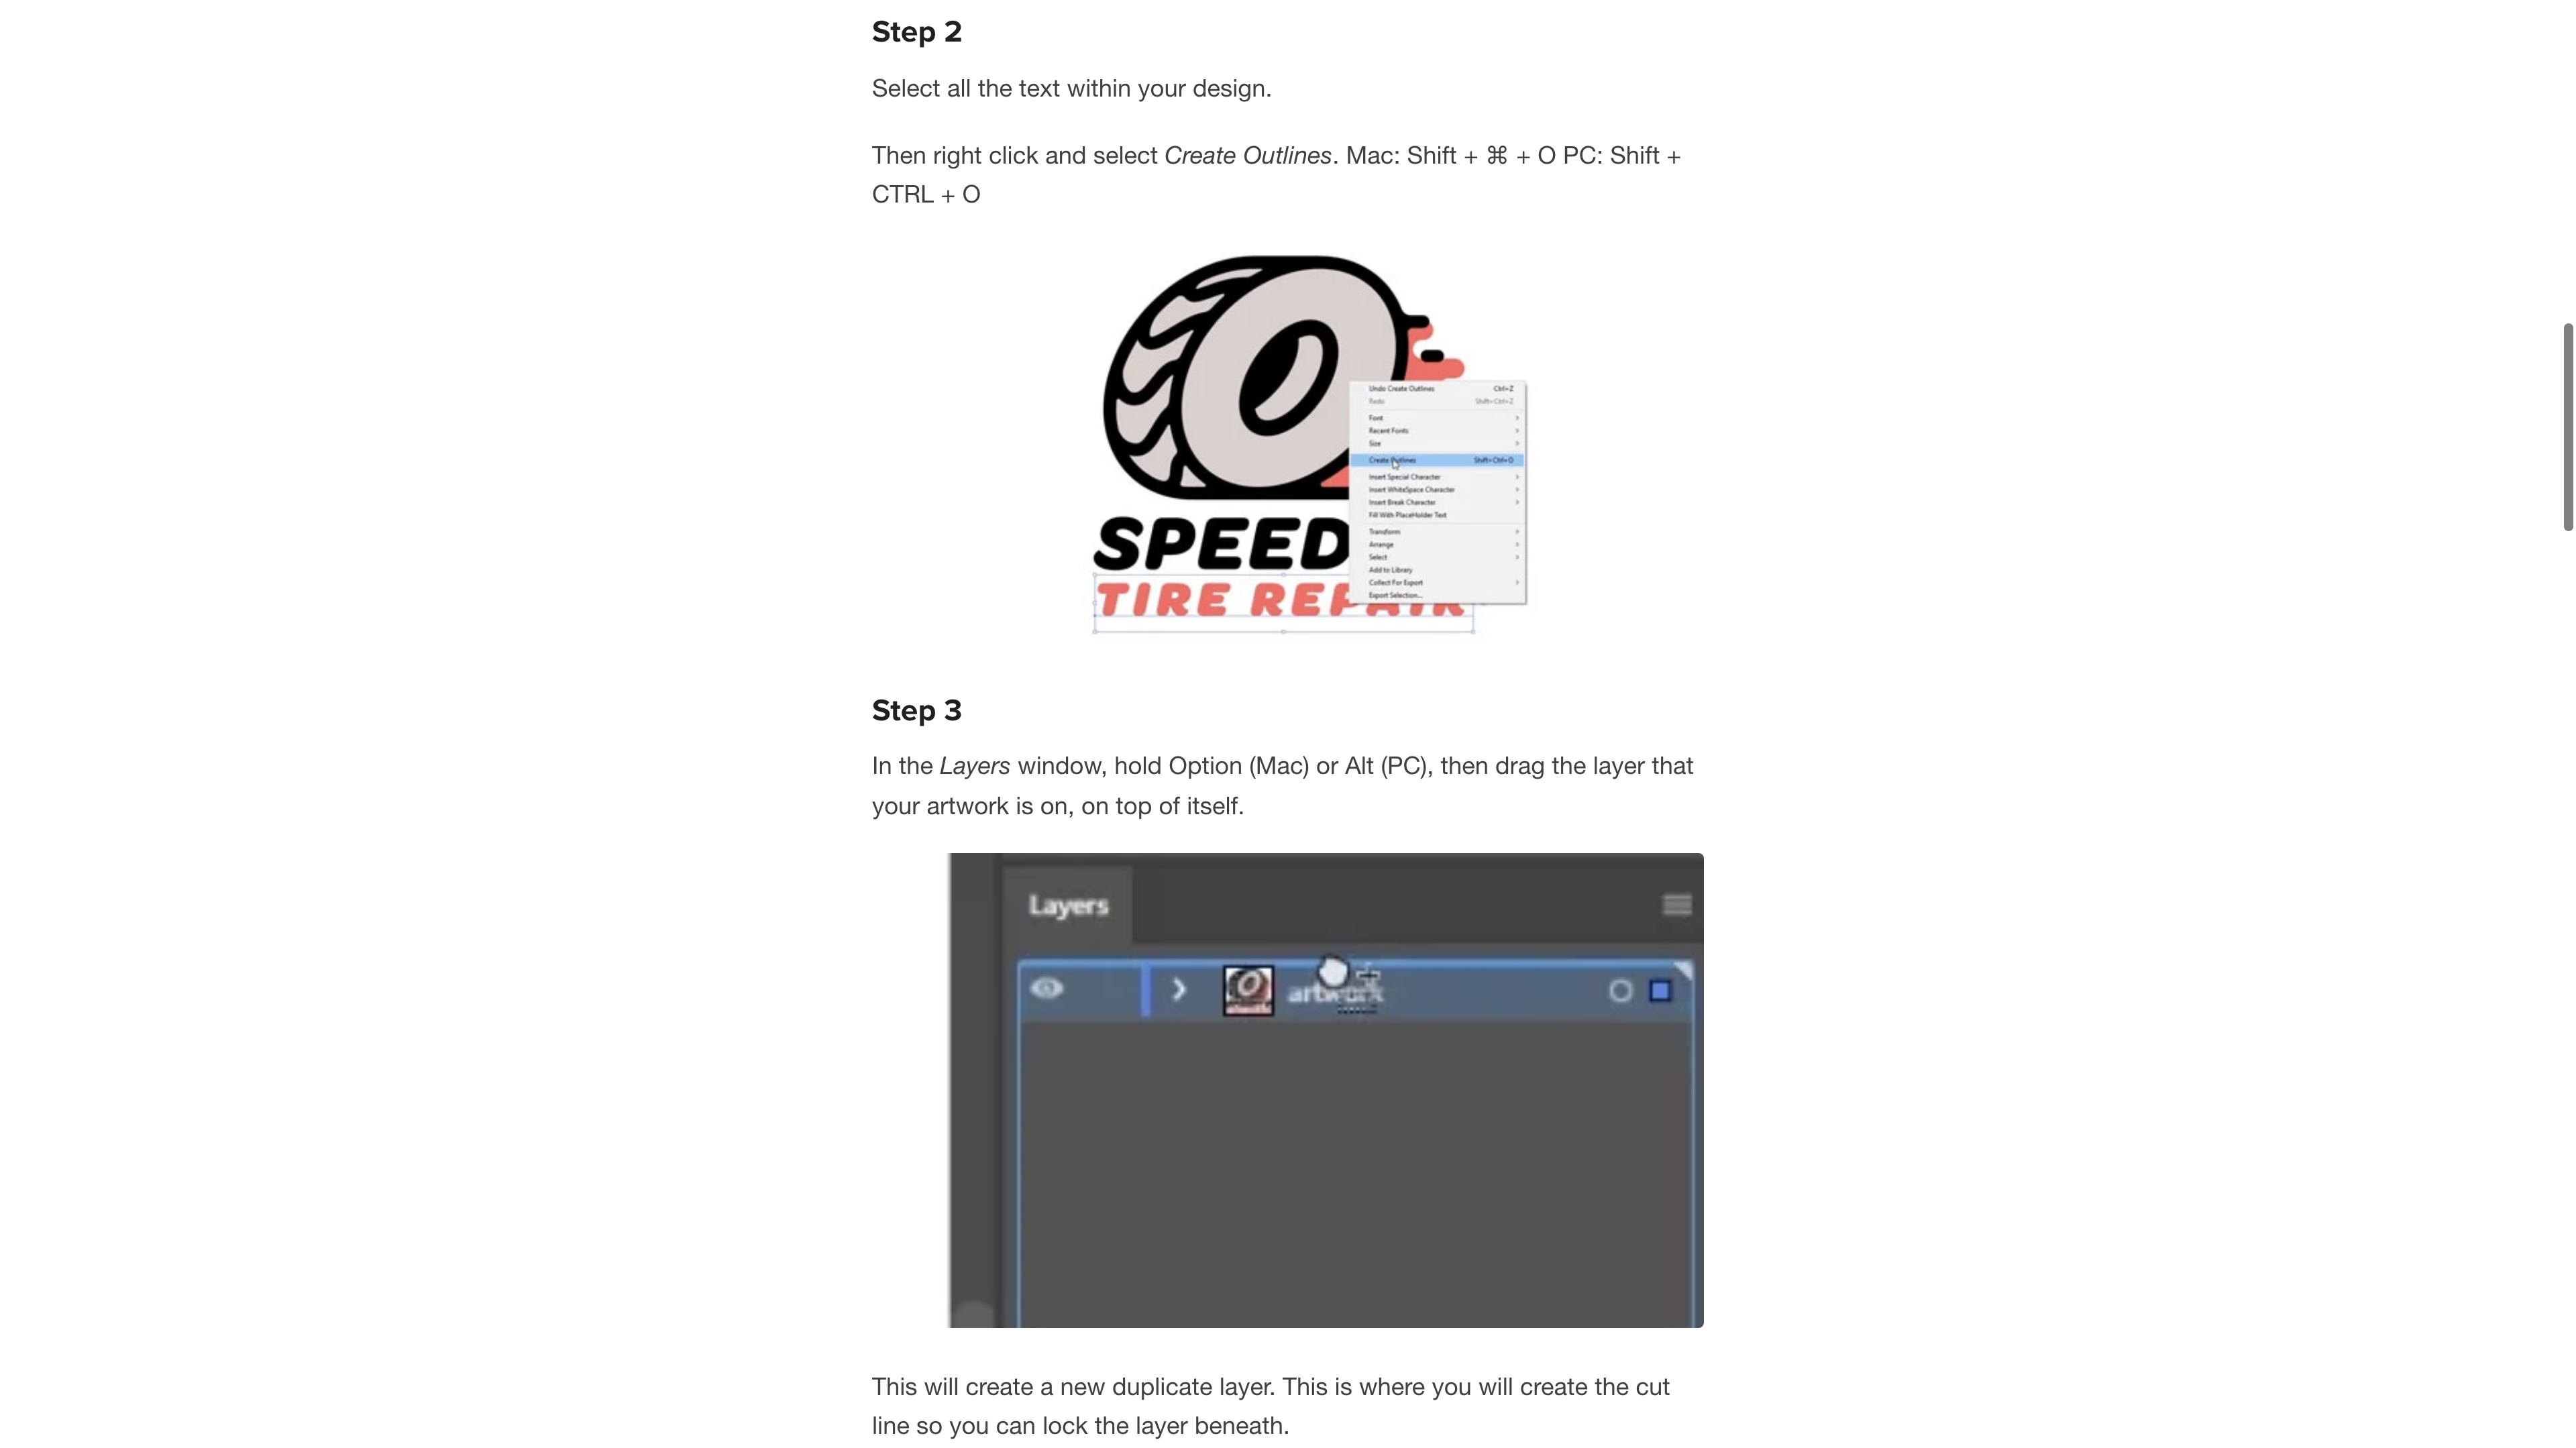 Step 2
Select all the text within your design.
Then right click and select Create Outlines. Mac: Shift + ⌘ + O PC: Shift +
CTRL + O
Undo Create Outlines Ctrl+Z
Redo Shift+Ctrl+Z
Font
Recent Fonts
Size
Create Outlines Shift+Ctrl+O
Insert Special Character
Insert WhiteSpace Character
Insert Break Character
Fill With PlaceHolder Text
Transform
Arrange
Select
Add to Library
Collect For Export
Export Selection...
SPEED
TIRE REPAIR
Step 3
In the Layers window, hold Option (Mac) or Alt (PC), then drag the layer that
your artwork is on, on top of itself.
Layers
artwork
This will create a new duplicate layer. This is where you will create the cut
line so you can lock the layer beneath.